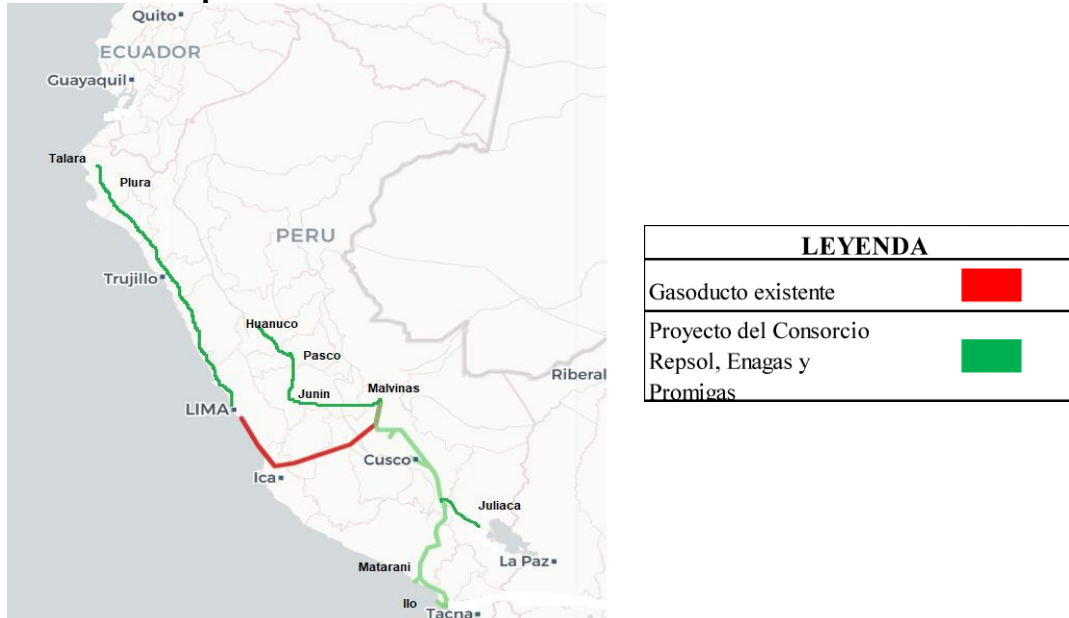 Quito
ECUADOR
Guayaquil
Talara
Plura
PERU
Trujillo
Huanuco
Pasco
Junin
Malvinas
Riberal
LIMA
Cusco
Ica
Juliaca
La Paz
Matarani
Ilo
Tacna
LEYENDA
Gasoducto existente
Proyecto del Consorcio
Repsol, Enagas y
Promigas